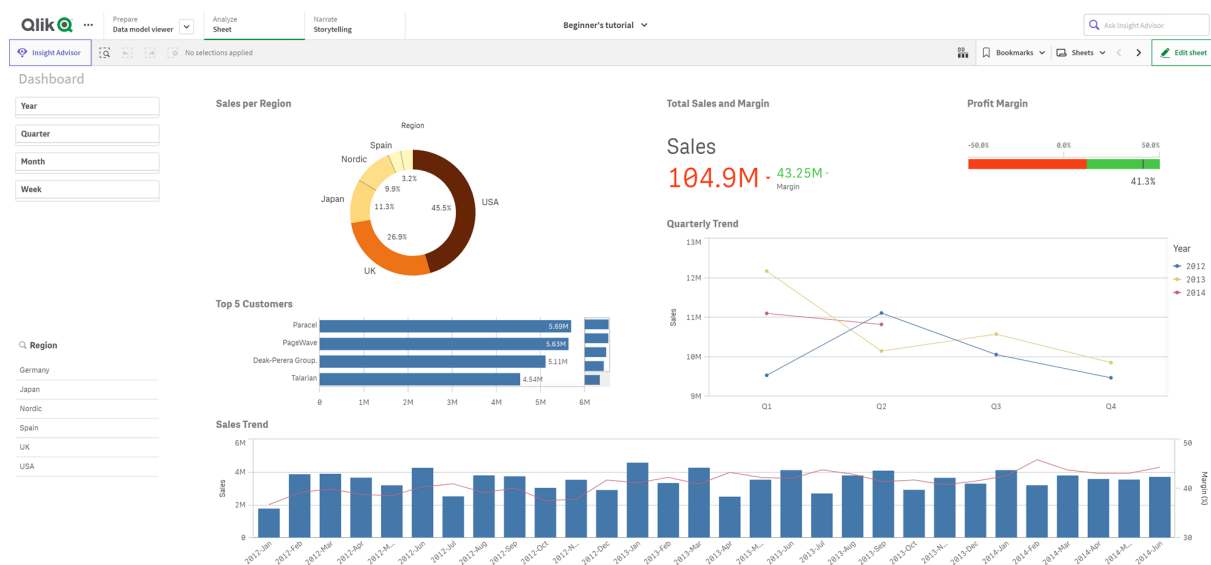 Qlik
Prepare
Data model viewer
Analyze
Sheet
Narrate
Storytelling
Beginner's tutorial
Ask Insight Advisor
Insight Advisor
No selections applied
Bookmarks
Sheets
Edit sheet
Dashboard
Year
Quarter
Month
Week
Region
Germany
Japan
Nordic
Spain
UK
USA
Sales per Region
Region
Spain
Nordic
Japan
UK
USA
3.2%
9.9%
11.3%
26.9%
45.5%
Total Sales and Margin
Sales
104.9M
43.25M
Margin
Profit Margin
-50.0% 0.0% 50.0%
41.3%
Top 5 Customers
Paracel 5.69M
PageWave 5.63M
Deak-Perera Group. 5.11M
Talarian 4.54M
0 1M 2M 3M 4M 5M 6M
Quarterly Trend
Sales
13M
12M
11M
10M
9M
Q1 Q2 Q3 Q4
Year
2012
2013
2014
Sales Trend
Sales
6M
4M
2M
0
50
40
30
Margin (%)
2012-Jan 2012-Feb 2012-Mar 2012-Apr 2012-M... 2012-Jun 2012-Jul 2012-Aug 2012-Sep 2012-Oct 2012-N... 2012-Dec 2013-Jan 2013-Feb 2013-Mar 2013-Apr 2013-M... 2013-Jun 2013-Jul 2013-Aug 2013-Sep 2013-Oct 2013-N... 2013-Dec 2014-Jan 2014-Feb 2014-Mar 2014-Apr 2014-M... 2014-Jun